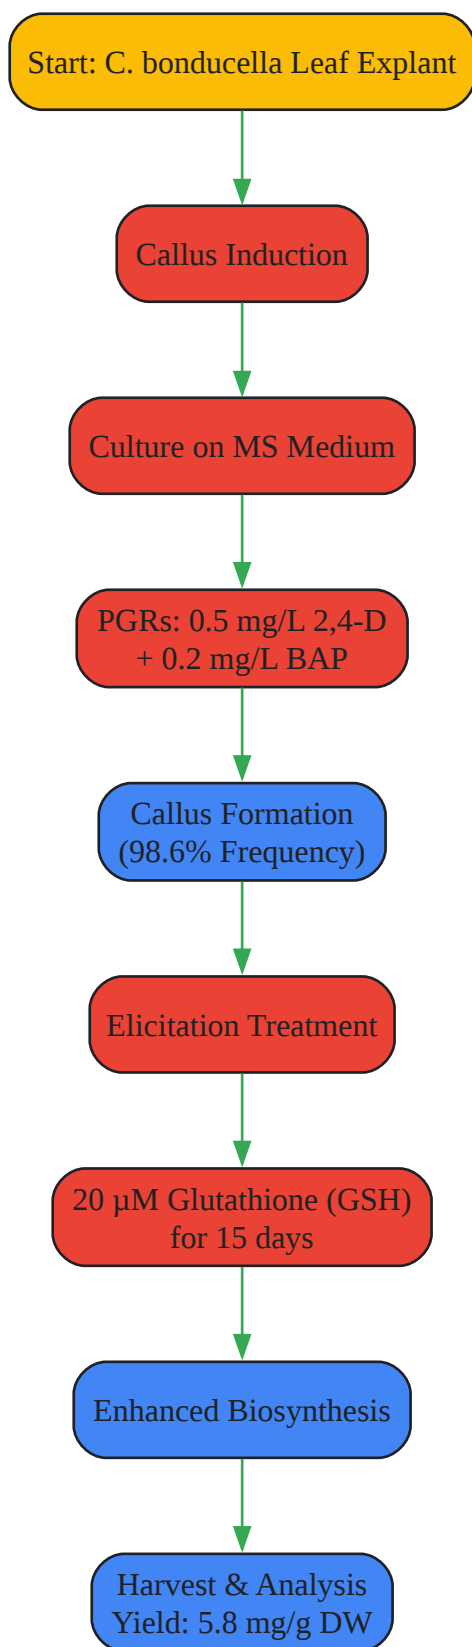 Start: C. bonducella Leaf Explant
Callus Induction
Culture on MS Medium
PGRs: 0.5 mg/L 2,4-D
+ 0.2 mg/L BAP
Callus Formation
(98.6% Frequency)
Elicitation Treatment
20 µM Glutathione (GSH)
for 15 days
Enhanced Biosynthesis
Harvest & Analysis
Yield: 5.8 mg/g DW